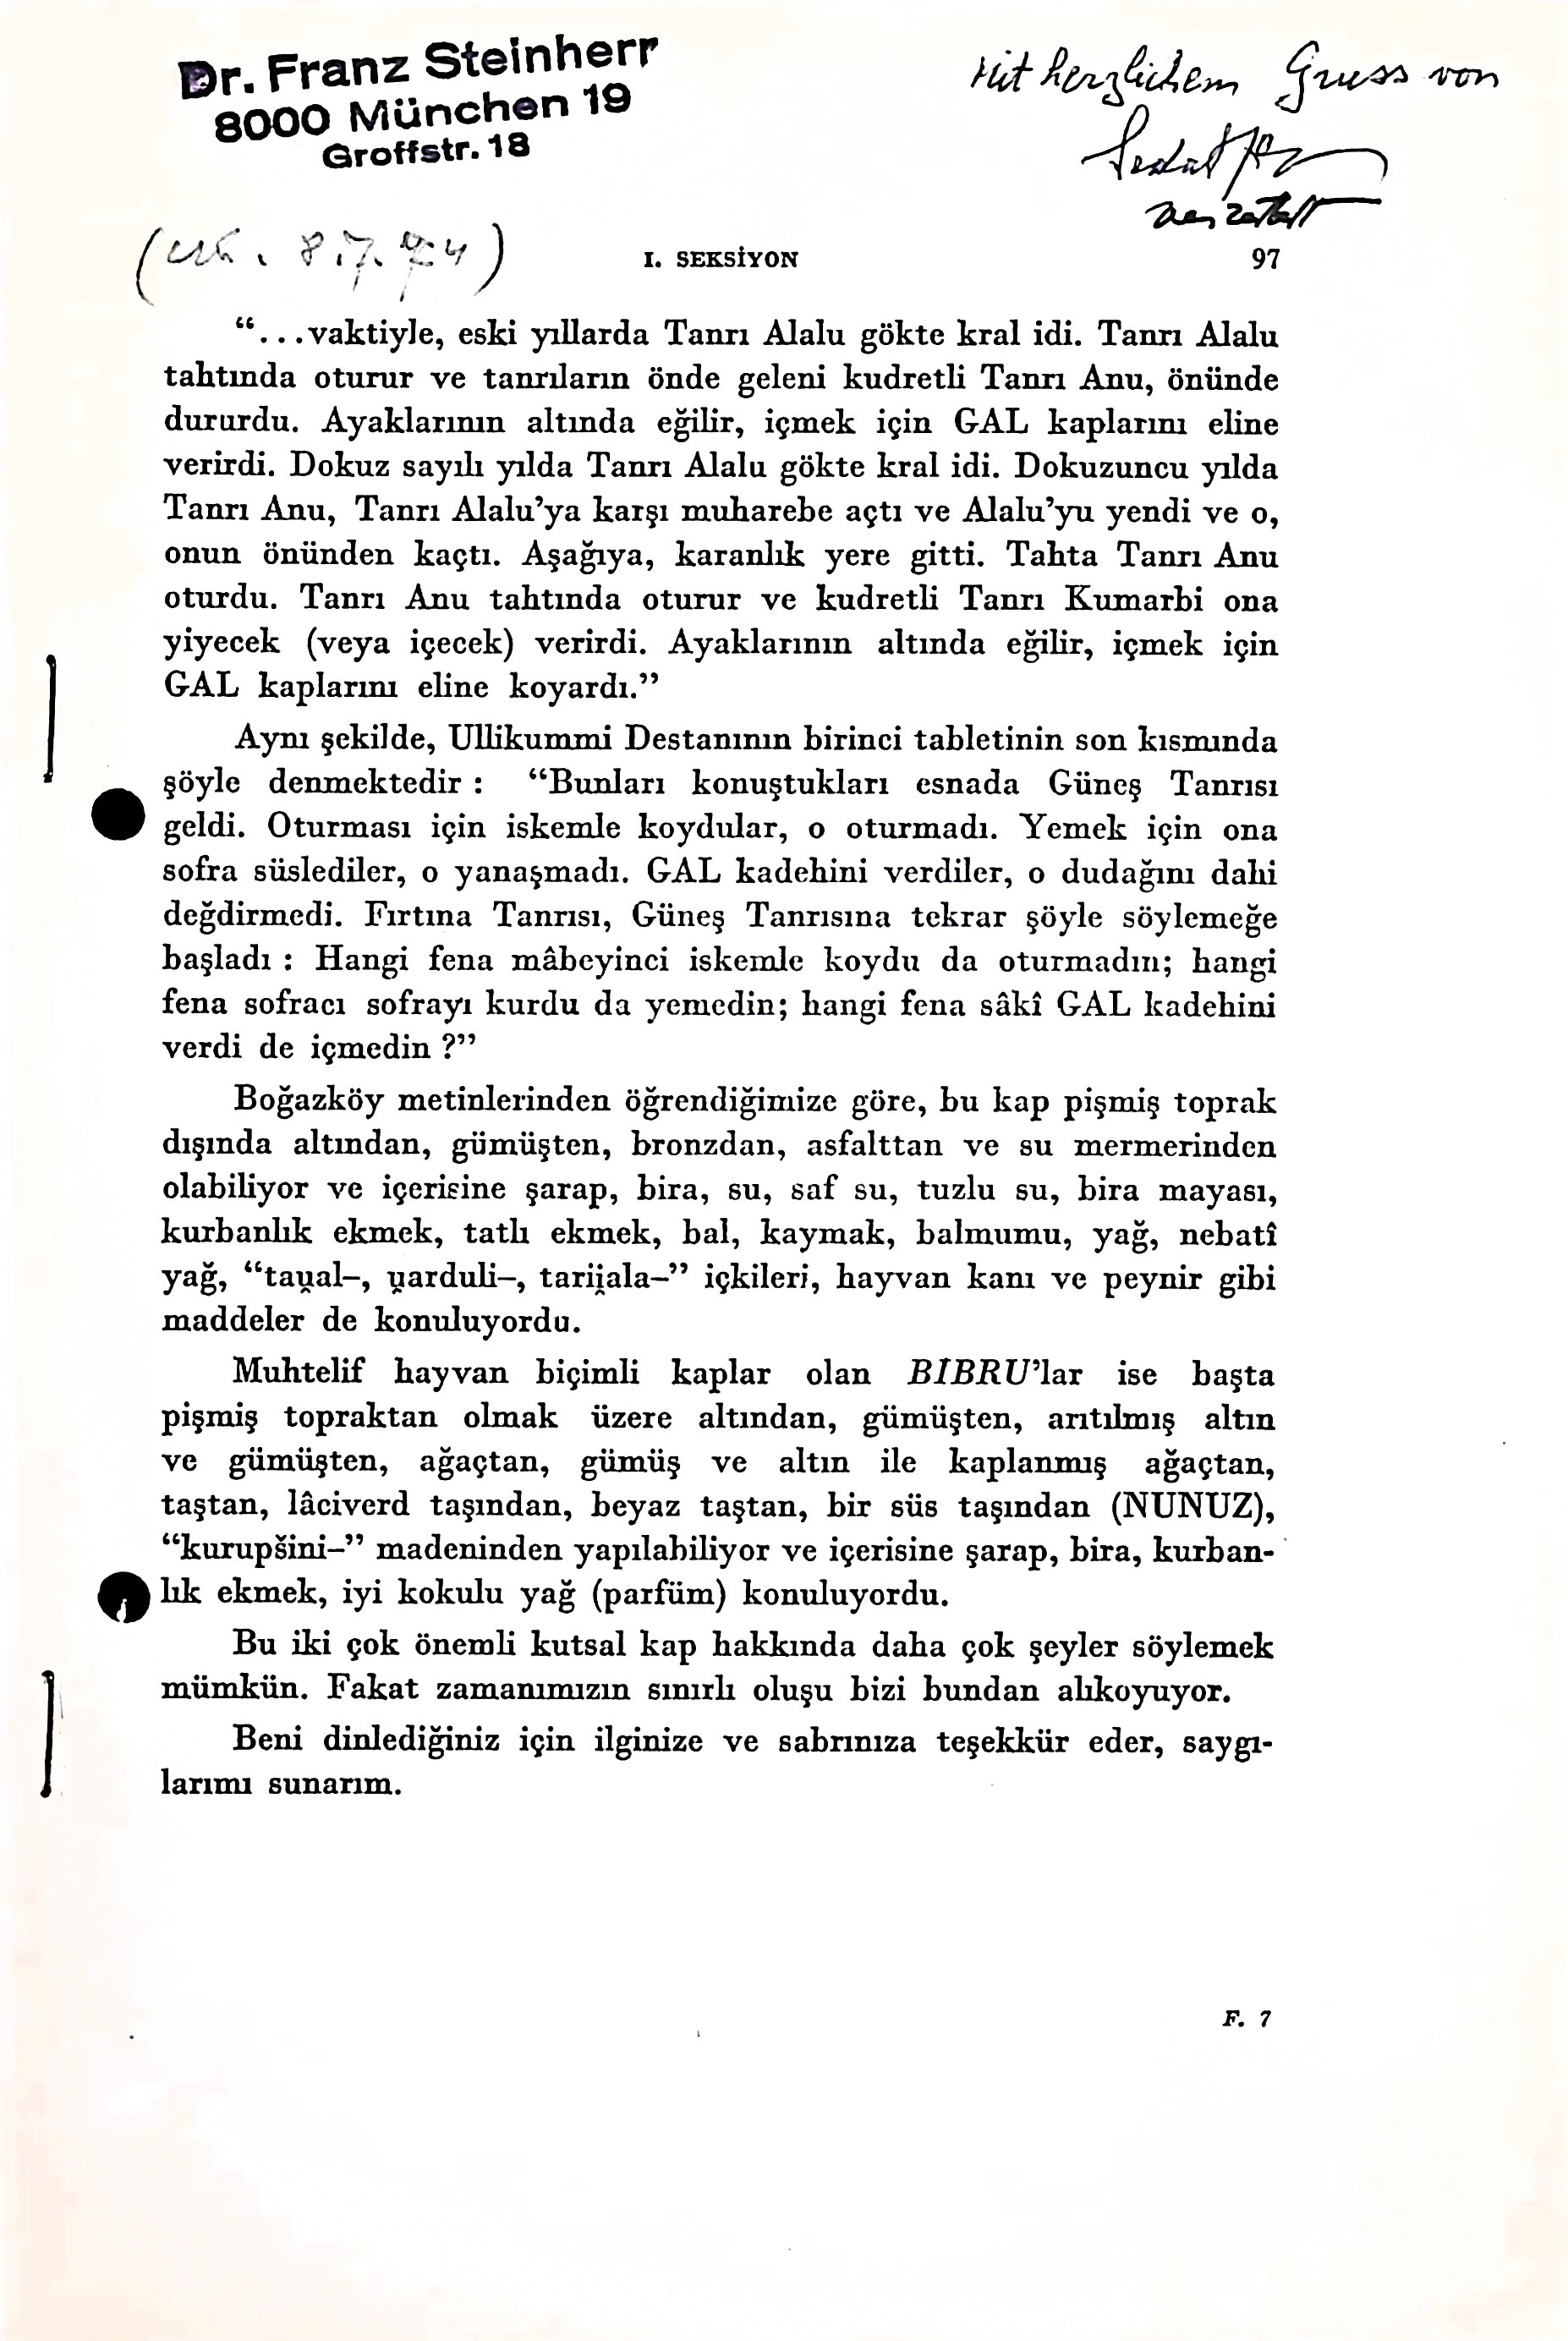 Dr. Franz Steinherr
8000 München 19
Groffstr. 18
mit herzlichem Gruss von
Sedat
(erh. 8.7.74)
I. SEKSİYON 97
“...vaktiyle, eski yıllarda Tanrı Alalu gökte kral idi. Tanrı Alalu
tahtında oturur ve tanrıların önde geleni kudretli Tanrı Anu, önünde
dururdu. Ayaklarının altında eğilir, içmek için GAL kaplarını eline
verirdi. Dokuz sayılı yılda Tanrı Alalu gökte kral idi. Dokuzuncu yılda
Tanrı Anu, Tanrı Alalu’ya karşı muharebe açtı ve Alalu’yu yendi ve o,
onun önünden kaçtı. Aşağıya, karanlık yere gitti. Tahta Tanrı Anu
oturdu. Tanrı Anu tahtında oturur ve kudretli Tanrı Kumarbi ona
yiyecek (veya içecek) verirdi. Ayaklarının altında eğilir, içmek için
GAL kaplarını eline koyardı.”
Aynı şekilde, Ullikummi Destanının birinci tabletinin son kısmında
şöyle denmektedir : “Bunları konuştukları esnada Güneş Tanrısı
geldi. Oturması için iskemle koydular, o oturmadı. Yemek için ona
sofra süslediler, o yanaşmadı. GAL kadehini verdiler, o dudağını dahi
değdirmedi. Fırtına Tanrısı, Güneş Tanrısına tekrar şöyle söylemeğe
başladı : Hangi fena mâbeyinci iskemle koydu da oturmadın; hangi
fena sofracı sofrayı kurdu da yemedin; hangi fena sâkî GAL kadehini
verdi de içmedin ?”
Boğazköy metinlerinden öğrendiğimize göre, bu kap pişmiş toprak
dışında altından, gümüşten, bronzdan, asfalttan ve su mermerinden
olabiliyor ve içerisine şarap, bira, su, saf su, tuzlu su, bira mayası,
kurbanlık ekmek, tatlı ekmek, bal, kaymak, balmumu, yağ, nebatî
yağ, “tau̯al–, u̯arduli–, tarii̯ala–” içkileri, hayvan kanı ve peynir gibi
maddeler de konuluyordu.
Muhtelif hayvan biçimli kaplar olan BIBRU’lar ise başta
pişmiş topraktan olmak üzere altından, gümüşten, arıtılmış altın
ve gümüşten, ağaçtan, gümüş ve altın ile kaplanmış ağaçtan,
taştan, lâciverd taşından, beyaz taştan, bir süs taşından (NUNUZ),
“kurupšini–” madeninden yapılabiliyor ve içerisine şarap, bira, kurban-
lık ekmek, iyi kokulu yağ (parfüm) konuluyordu.
Bu iki çok önemli kutsal kap hakkında daha çok şeyler söylemek
mümkün. Fakat zamanımızın sınırlı oluşu bizi bundan alıkoyuyor.
Beni dinlediğiniz için ilginize ve sabrınıza teşekkür eder, saygı-
larımı sunarım.
F. 7